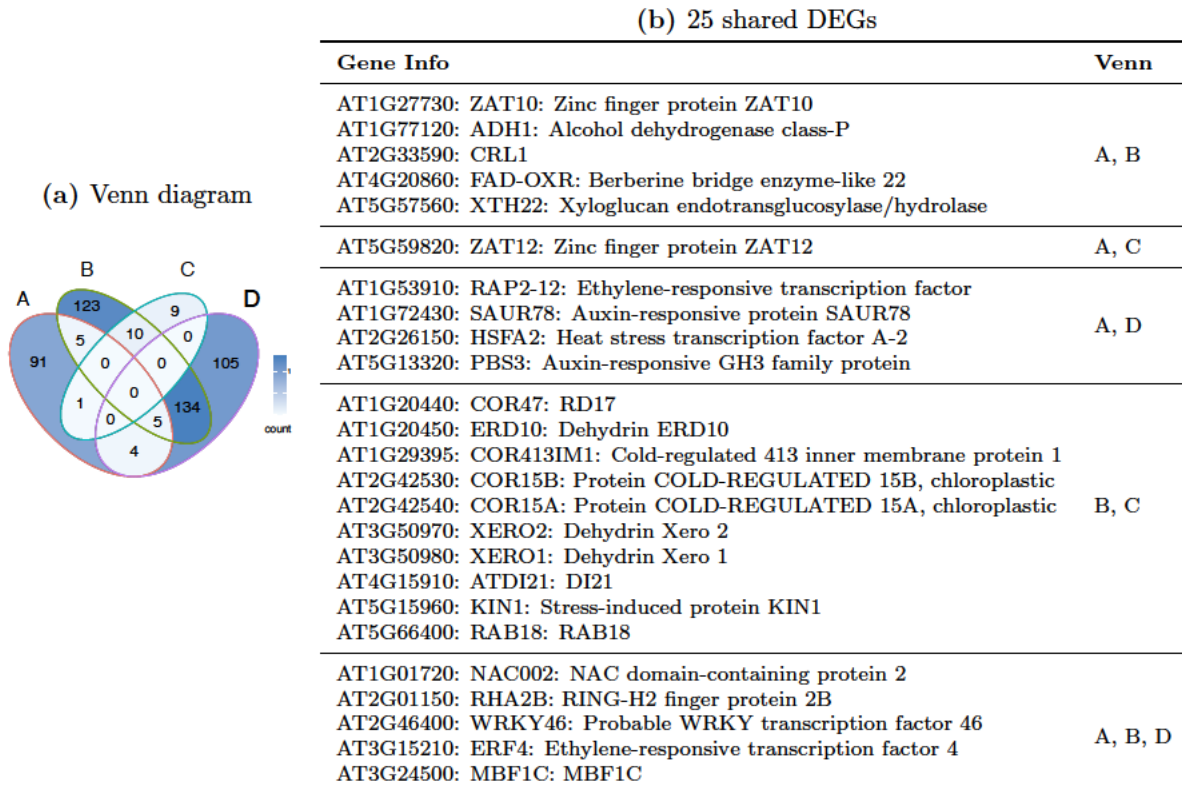 (b) 25 shared DEGs
Gene Info Venn
AT1G27730: ZAT10: Zinc finger protein ZAT10
AT1G77120: ADH1: Alcohol dehydrogenase class-P
AT2G33590: CRL1
AT4G20860: FAD-OXR: Berberine bridge enzyme-like 22
AT5G57560: XTH22: Xyloglucan endotransglucosylase/hydrolase
A, B
AT5G59820: ZAT12: Zinc finger protein ZAT12 A, C
AT1G53910: RAP2-12: Ethylene-responsive transcription factor
AT1G72430: SAUR78: Auxin-responsive protein SAUR78
AT2G26150: HSFA2: Heat stress transcription factor A-2
AT5G13320: PBS3: Auxin-responsive GH3 family protein
A, D
AT1G20440: COR47: RD17
AT1G20450: ERD10: Dehydrin ERD10
AT1G29395: COR413IM1: Cold-regulated 413 inner membrane protein 1
AT2G42530: COR15B: Protein COLD-REGULATED 15B, chloroplastic
AT2G42540: COR15A: Protein COLD-REGULATED 15A, chloroplastic
AT3G50970: XERO2: Dehydrin Xero 2
AT3G50980: XERO1: Dehydrin Xero 1
AT4G15910: ATDI21: DI21
AT5G15960: KIN1: Stress-induced protein KIN1
AT5G66400: RAB18: RAB18
B, C
AT1G01720: NAC002: NAC domain-containing protein 2
AT2G01150: RHA2B: RING-H2 finger protein 2B
AT2G46400: WRKY46: Probable WRKY transcription factor 46
AT3G15210: ERF4: Ethylene-responsive transcription factor 4
AT3G24500: MBF1C: MBF1C
A, B, D
(a) Venn diagram
B C
A D
123 9
5 10 0
91 0 0 105
0
1 134
0 5
4
count